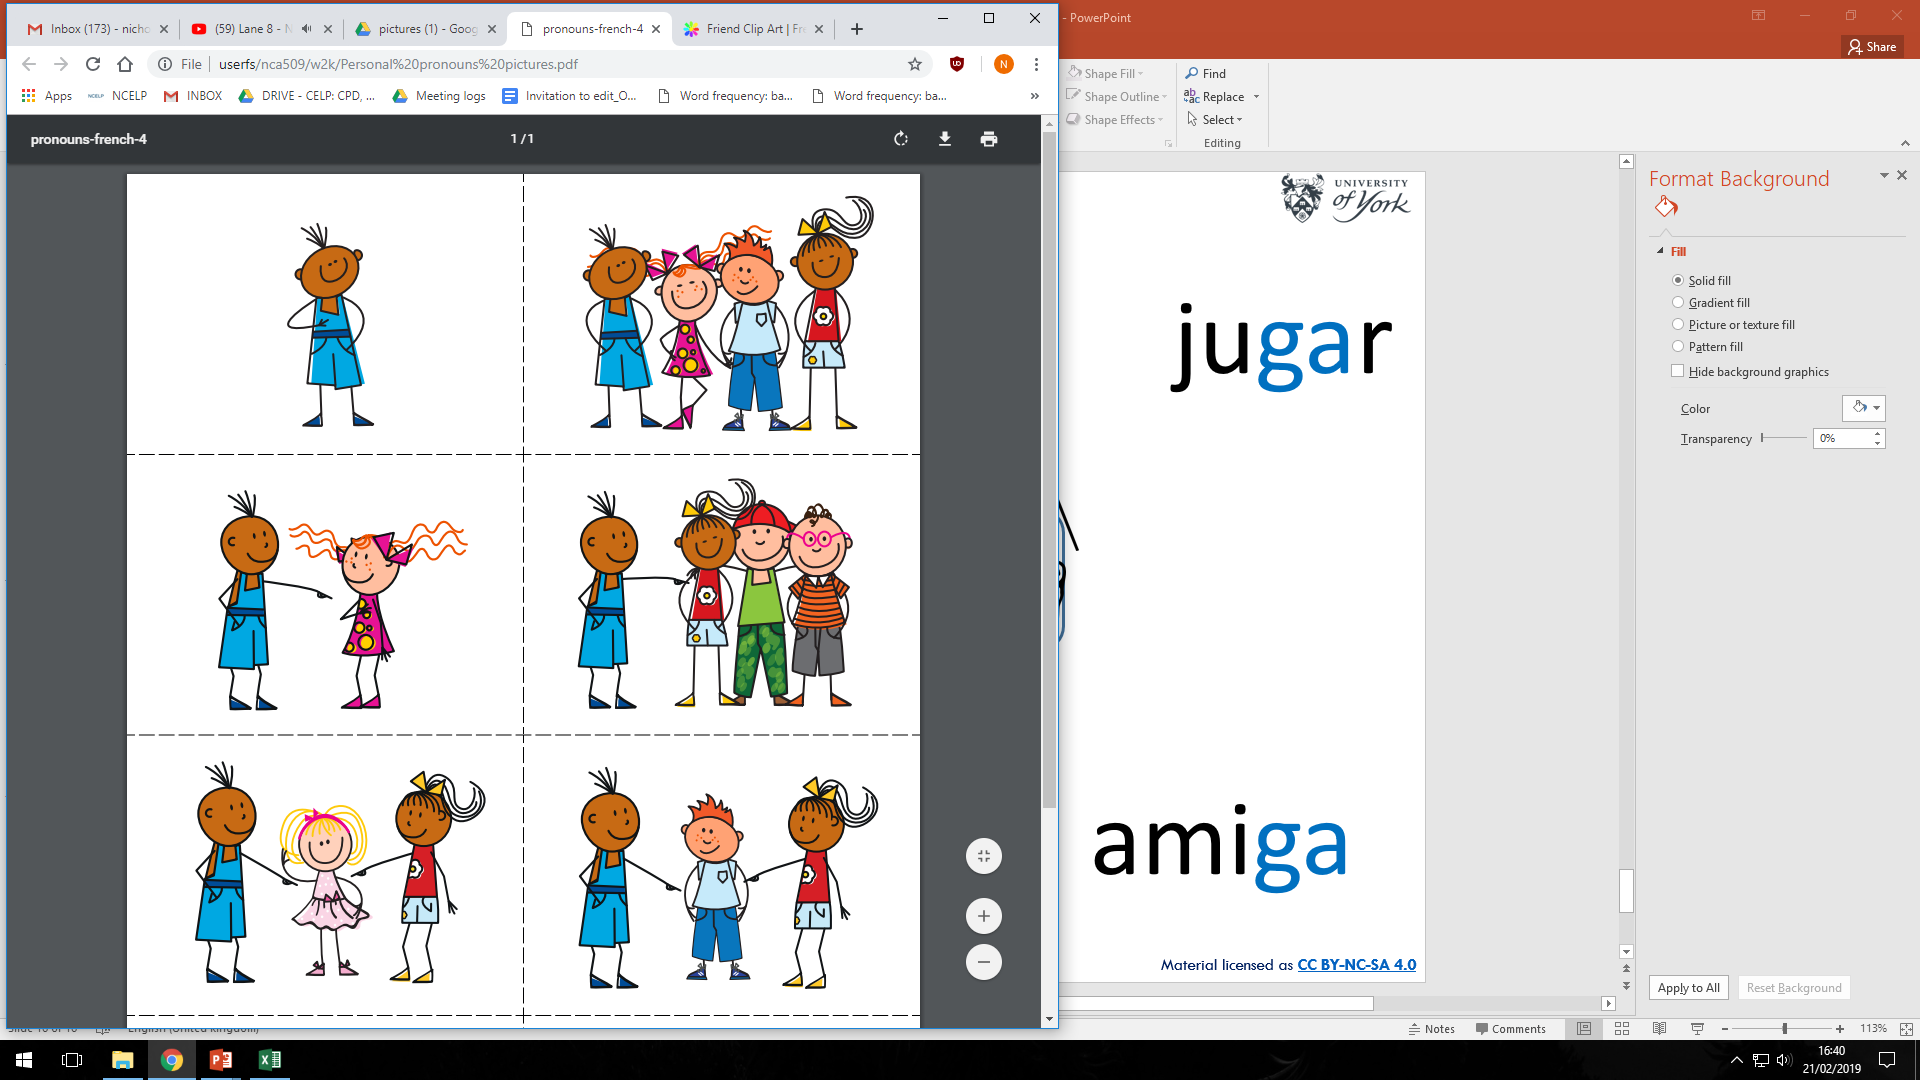 Inbox (173) - nicho
(59) Lane 8 - N
pictures (1) - Goog
pronouns-french-4
Friend Clip Art | Fre
File
userfs/nca509/w2k/Personal%20pronouns%20pictures.pdf
N
Apps
NCELP
INBOX
DRIVE - CELP: CPD, ...
Meeting logs
Invitation to edit_O...
Word frequency: ba...
Word frequency: ba...
»
pronouns-french-4
1 / 1
- PowerPoint
Share
Shape Fill
Shape Outline
Shape Effects
Find
Replace
Select
Editing
UNIVERSITY
of York
jugar
amiga
Material licensed as CC BY-NC-SA 4.0
Format Background
Fill
Solid fill
Gradient fill
Picture or texture fill
Pattern fill
Hide background graphics
Color
Transparency
0%
Apply to All
Reset Background
English (United Kingdom)
Notes
Comments
113%
16:40
21/02/2019